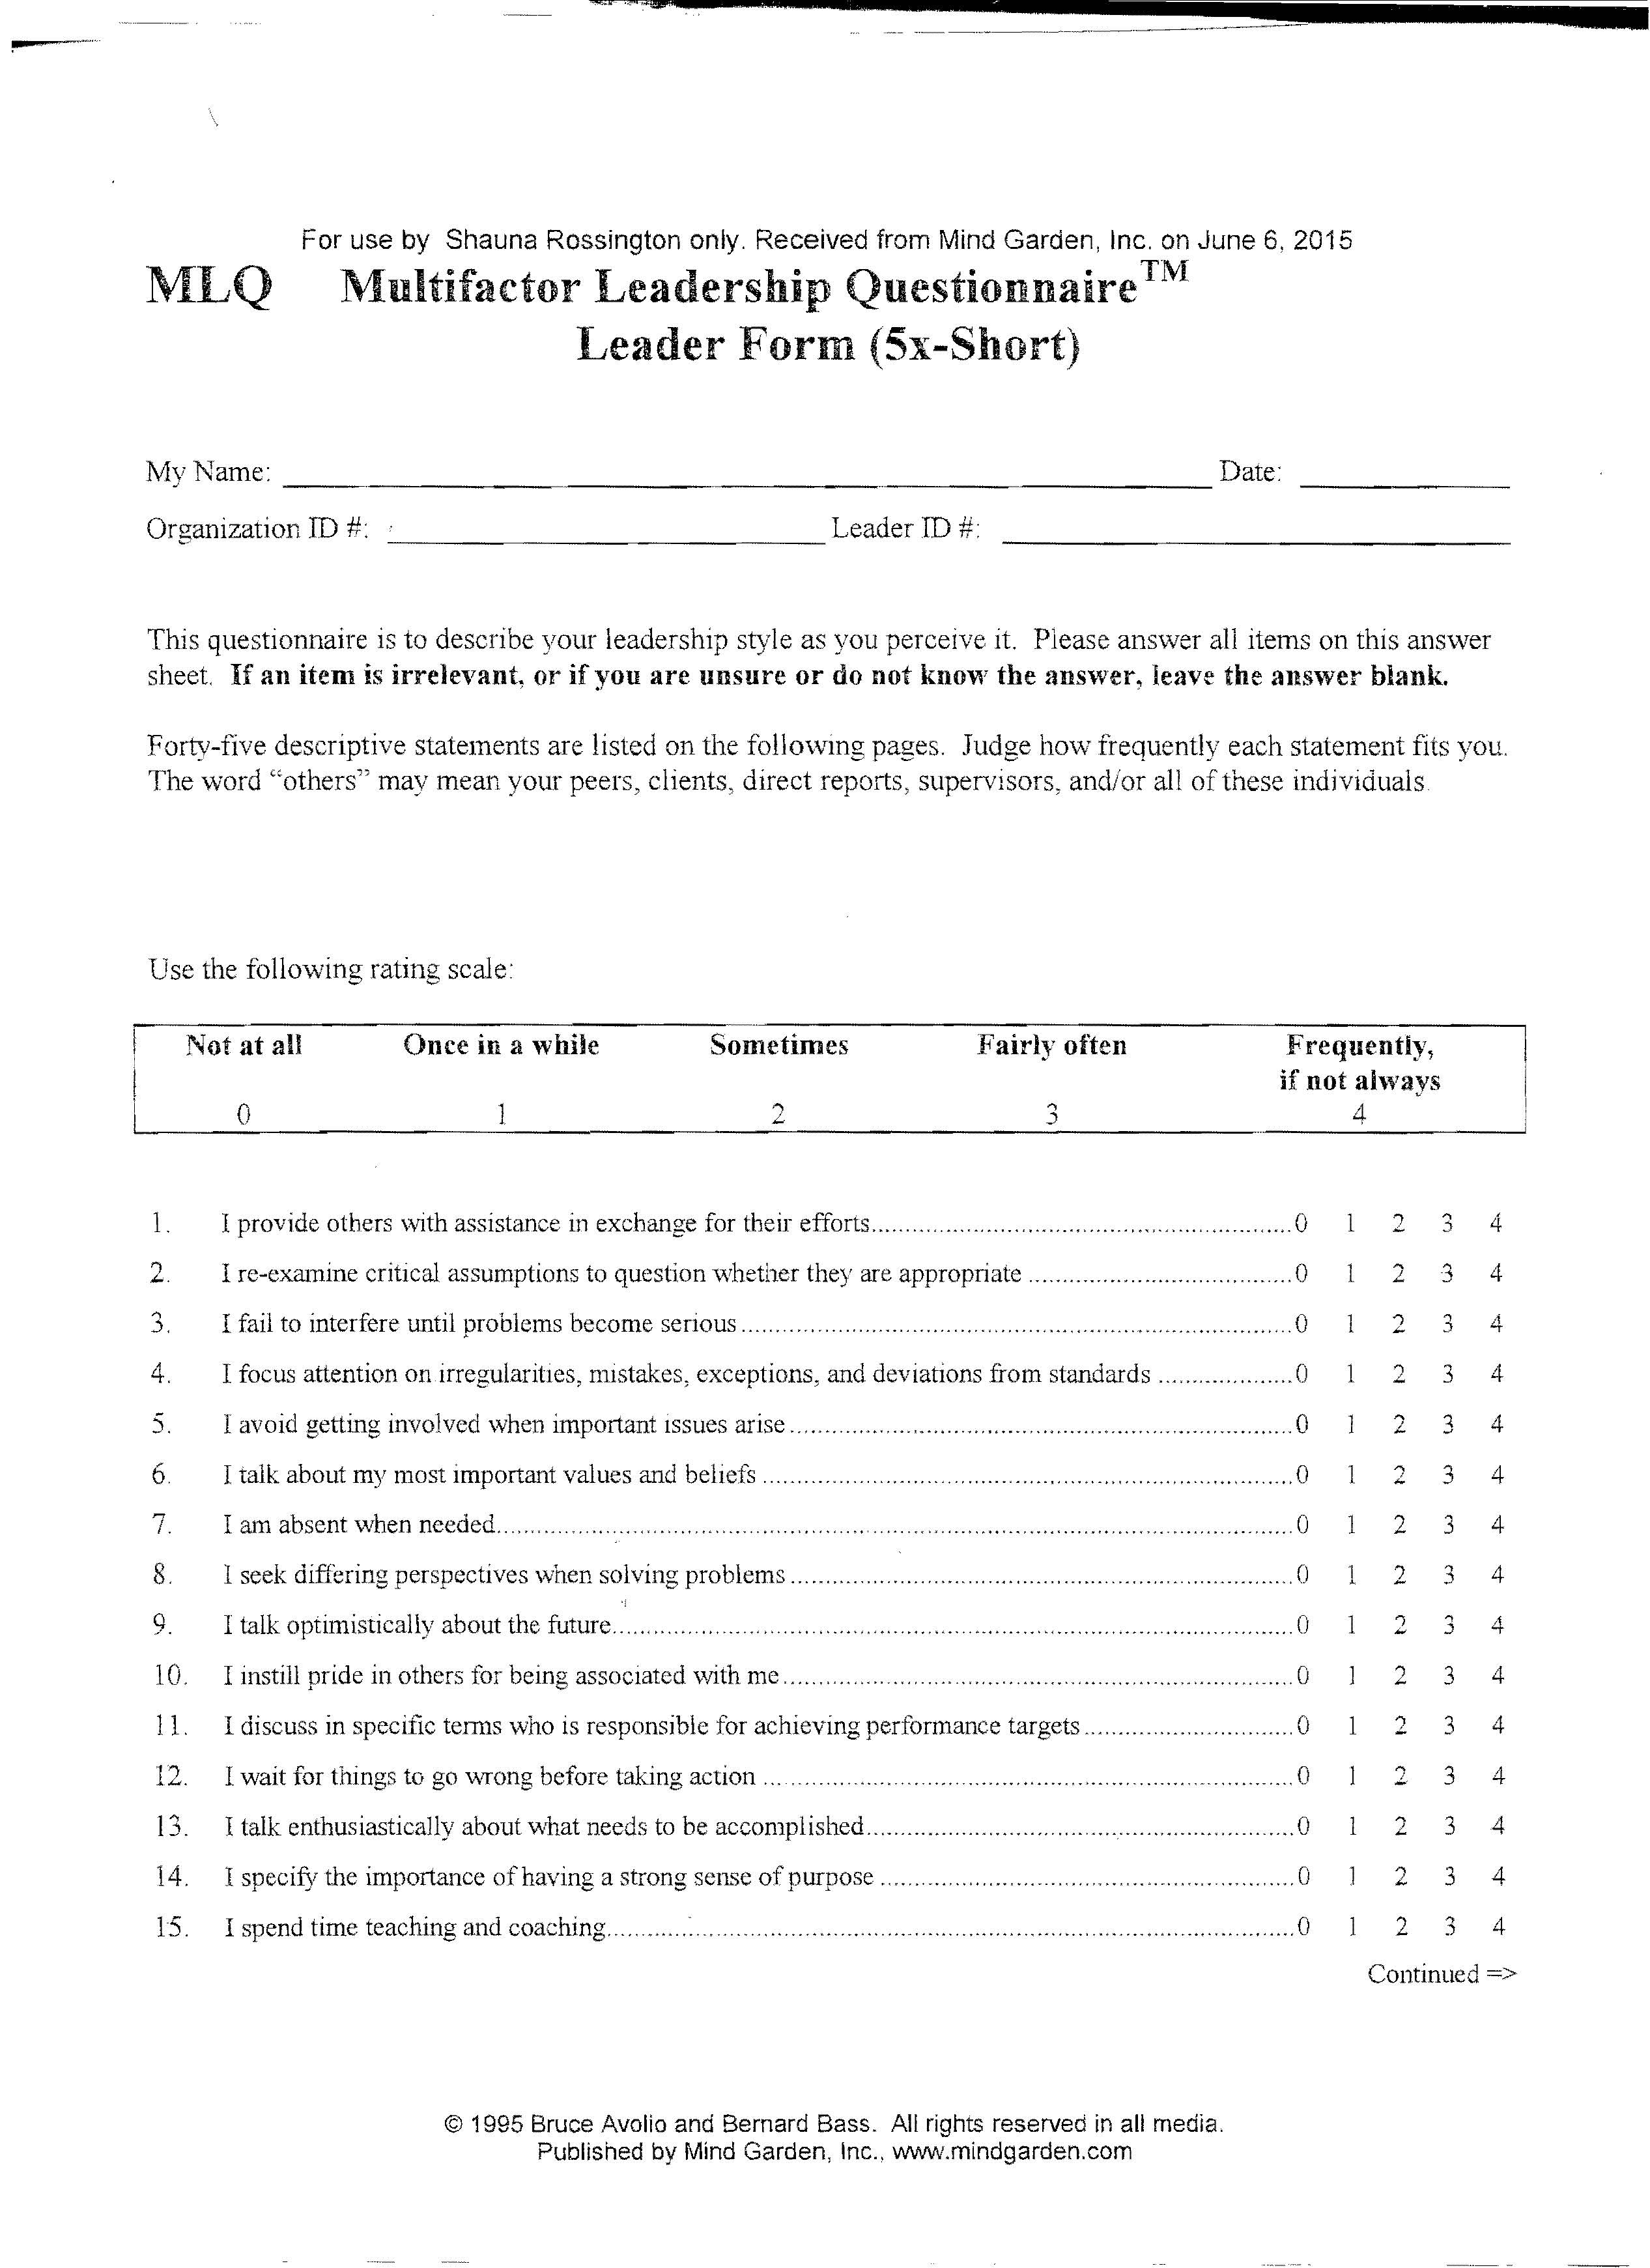 For use by Shauna Rossington only. Received from Mind Garden, Inc. on June 6, 2015
MLQ Multifactor Leadership Questionnaire™
Leader Form (5x-Short)
My Name: Date:
Organization ID #: Leader ID #:
This questionnaire is to describe your leadership style as you perceive it. Please answer all items on this answer
sheet. If an item is irrelevant, or if you are unsure or do not know the answer, leave the answer blank.
Forty-five descriptive statements are listed on the following pages. Judge how frequently each statement fits you.
The word “others” may mean your peers, clients, direct reports, supervisors, and/or all of these individuals.
Use the following rating scale:
Not at all Once in a while Sometimes Fairly often Frequently,
if not always
0 1 2 3 4
1. I provide others with assistance in exchange for their efforts 0 1 2 3 4
2. I re-examine critical assumptions to question whether they are appropriate 0 1 2 3 4
3. I fail to interfere until problems become serious 0 1 2 3 4
4. I focus attention on irregularities, mistakes, exceptions, and deviations from standards 0 1 2 3 4
5. I avoid getting involved when important issues arise 0 1 2 3 4
6. I talk about my most important values and beliefs 0 1 2 3 4
7. I am absent when needed 0 1 2 3 4
8. I seek differing perspectives when solving problems 0 1 2 3 4
9. I talk optimistically about the future 0 1 2 3 4
10. I instill pride in others for being associated with me 0 1 2 3 4
11. I discuss in specific terms who is responsible for achieving performance targets 0 1 2 3 4
12. I wait for things to go wrong before taking action 0 1 2 3 4
13. I talk enthusiastically about what needs to be accomplished 0 1 2 3 4
14. I specify the importance of having a strong sense of purpose 0 1 2 3 4
15. I spend time teaching and coaching 0 1 2 3 4
Continued =>
© 1995 Bruce Avolio and Bernard Bass. All rights reserved in all media.
Published by Mind Garden, Inc., www.mindgarden.com